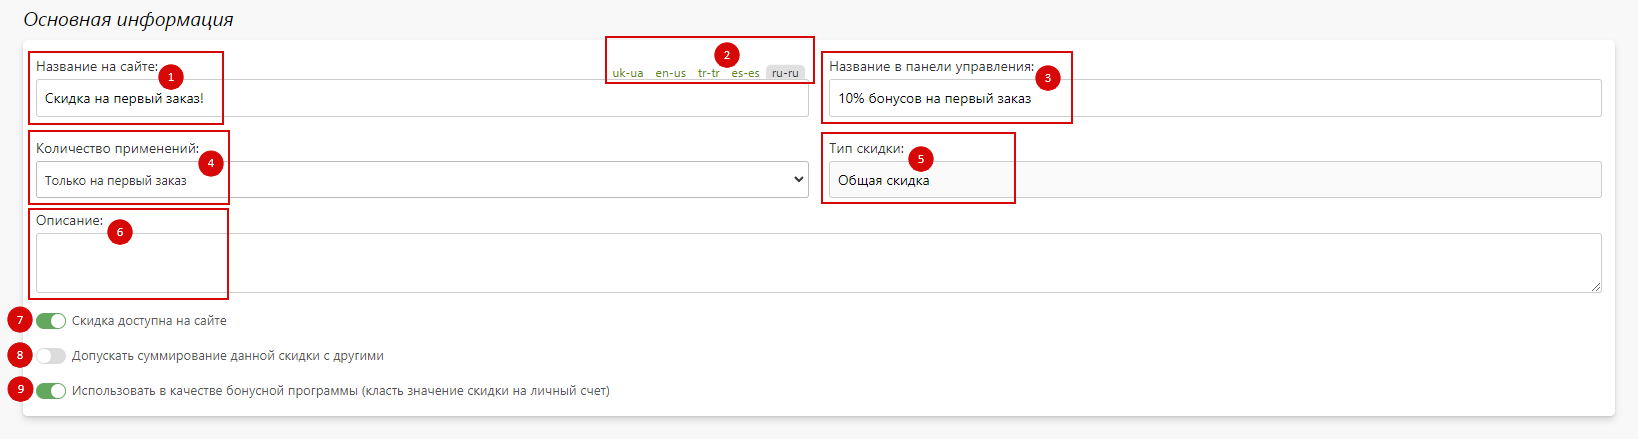 Основная информация
Название на сайте:
1
uk-ua en-us tr-tr es-es ru-ru
2
Название в панели управления:
3
Скидка на первый заказ!
10% бонусов на первый заказ
Количество применений:
4
Тип скидки:
5
Только на первый заказ
Общая скидка
Описание:
6
7 Скидка доступна на сайте
8 Допускать суммирование данной скидки с другими
9 Использовать в качестве бонусной программы (класть значение скидки на личный счет)